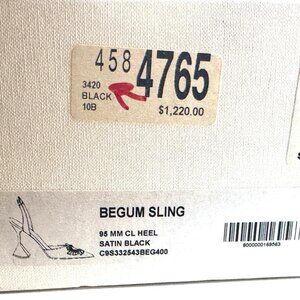 458 4765
3420
BLACK
10B
$1,220.00
BEGUM SLING
95 MM CL HEEL
SATIN BLACK
C9S332543BEG400